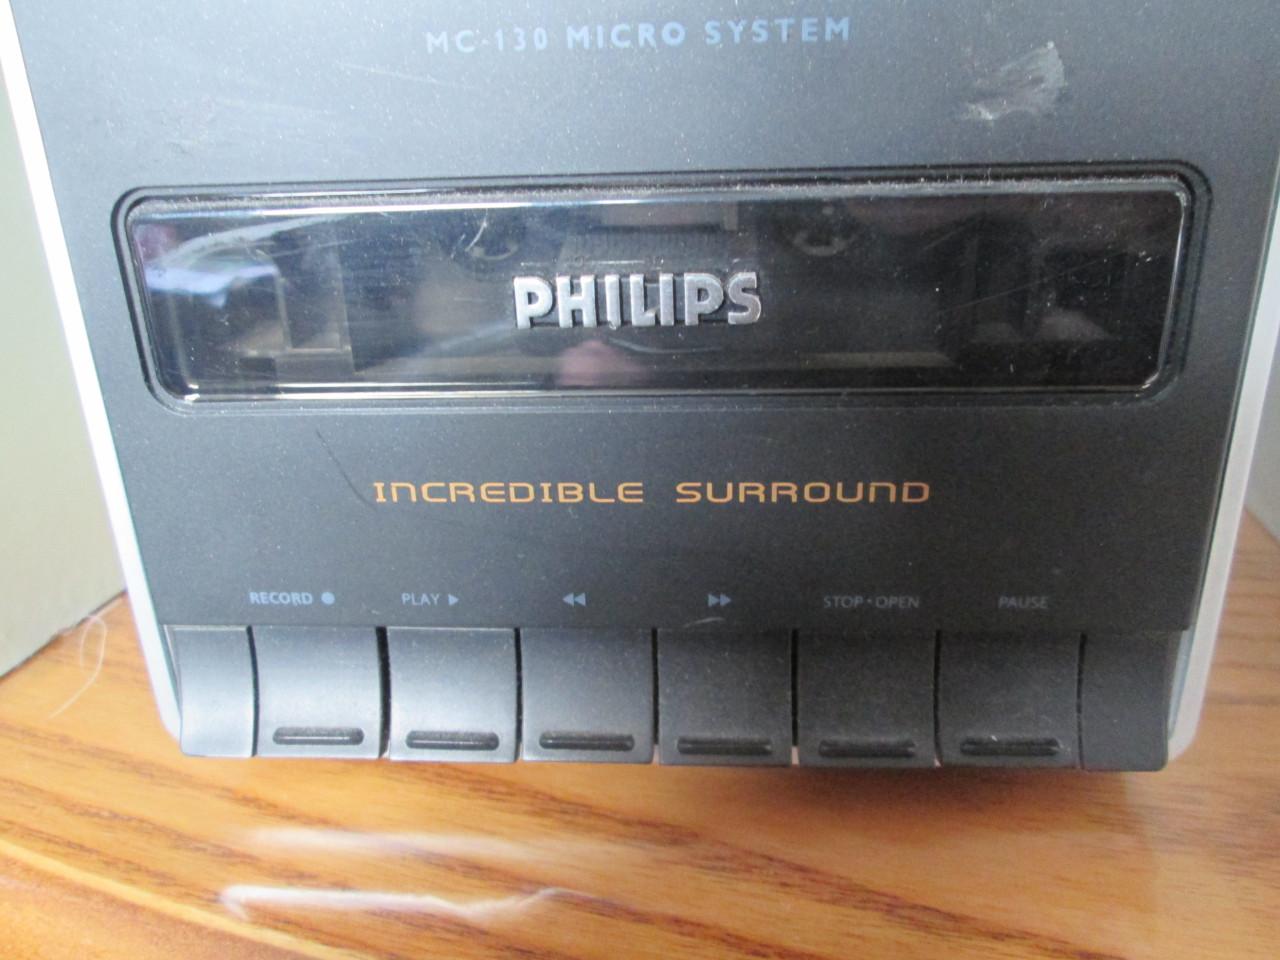 MC-130 MICRO SYSTEM
PHILIPS
INCREDIBLE SURROUND
RECORD ● PLAY ▶ ◀◀ ▶▶ STOP•OPEN PAUSE